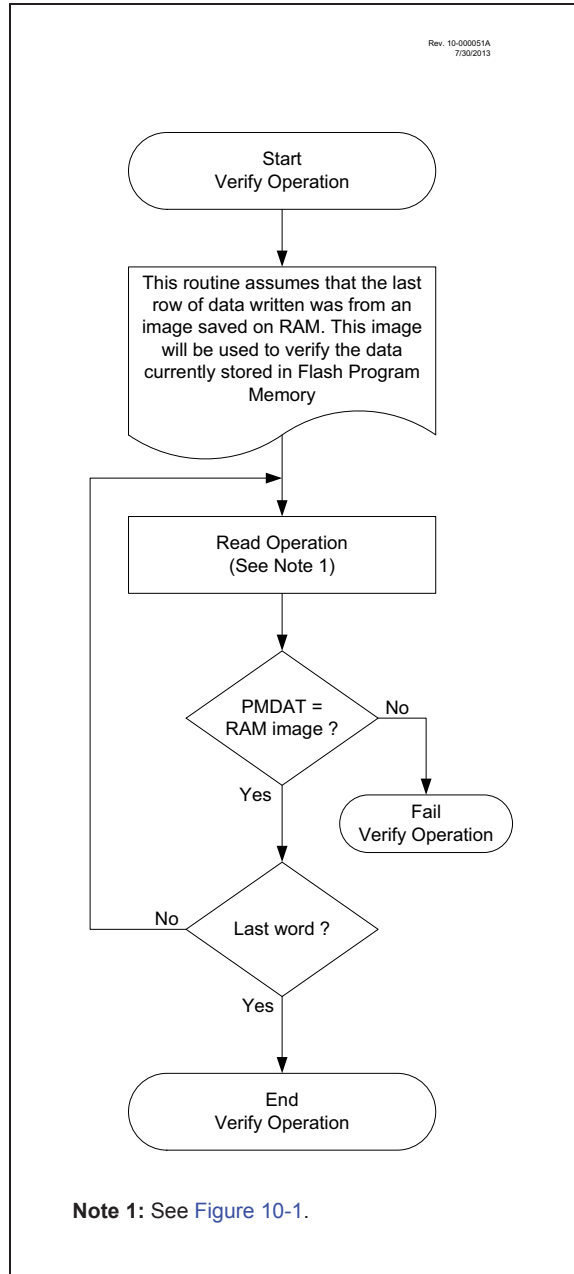 Rev. 10-000051A
7/30/2013
Start
Verify Operation
This routine assumes that the last
row of data written was from an
image saved on RAM. This image
will be used to verify the data
currently stored in Flash Program
Memory
Read Operation
(See Note 1)
PMDAT =
RAM image ?
No
Yes
Fail
Verify Operation
No
Last word ?
Yes
End
Verify Operation
Note 1: See Figure 10-1.